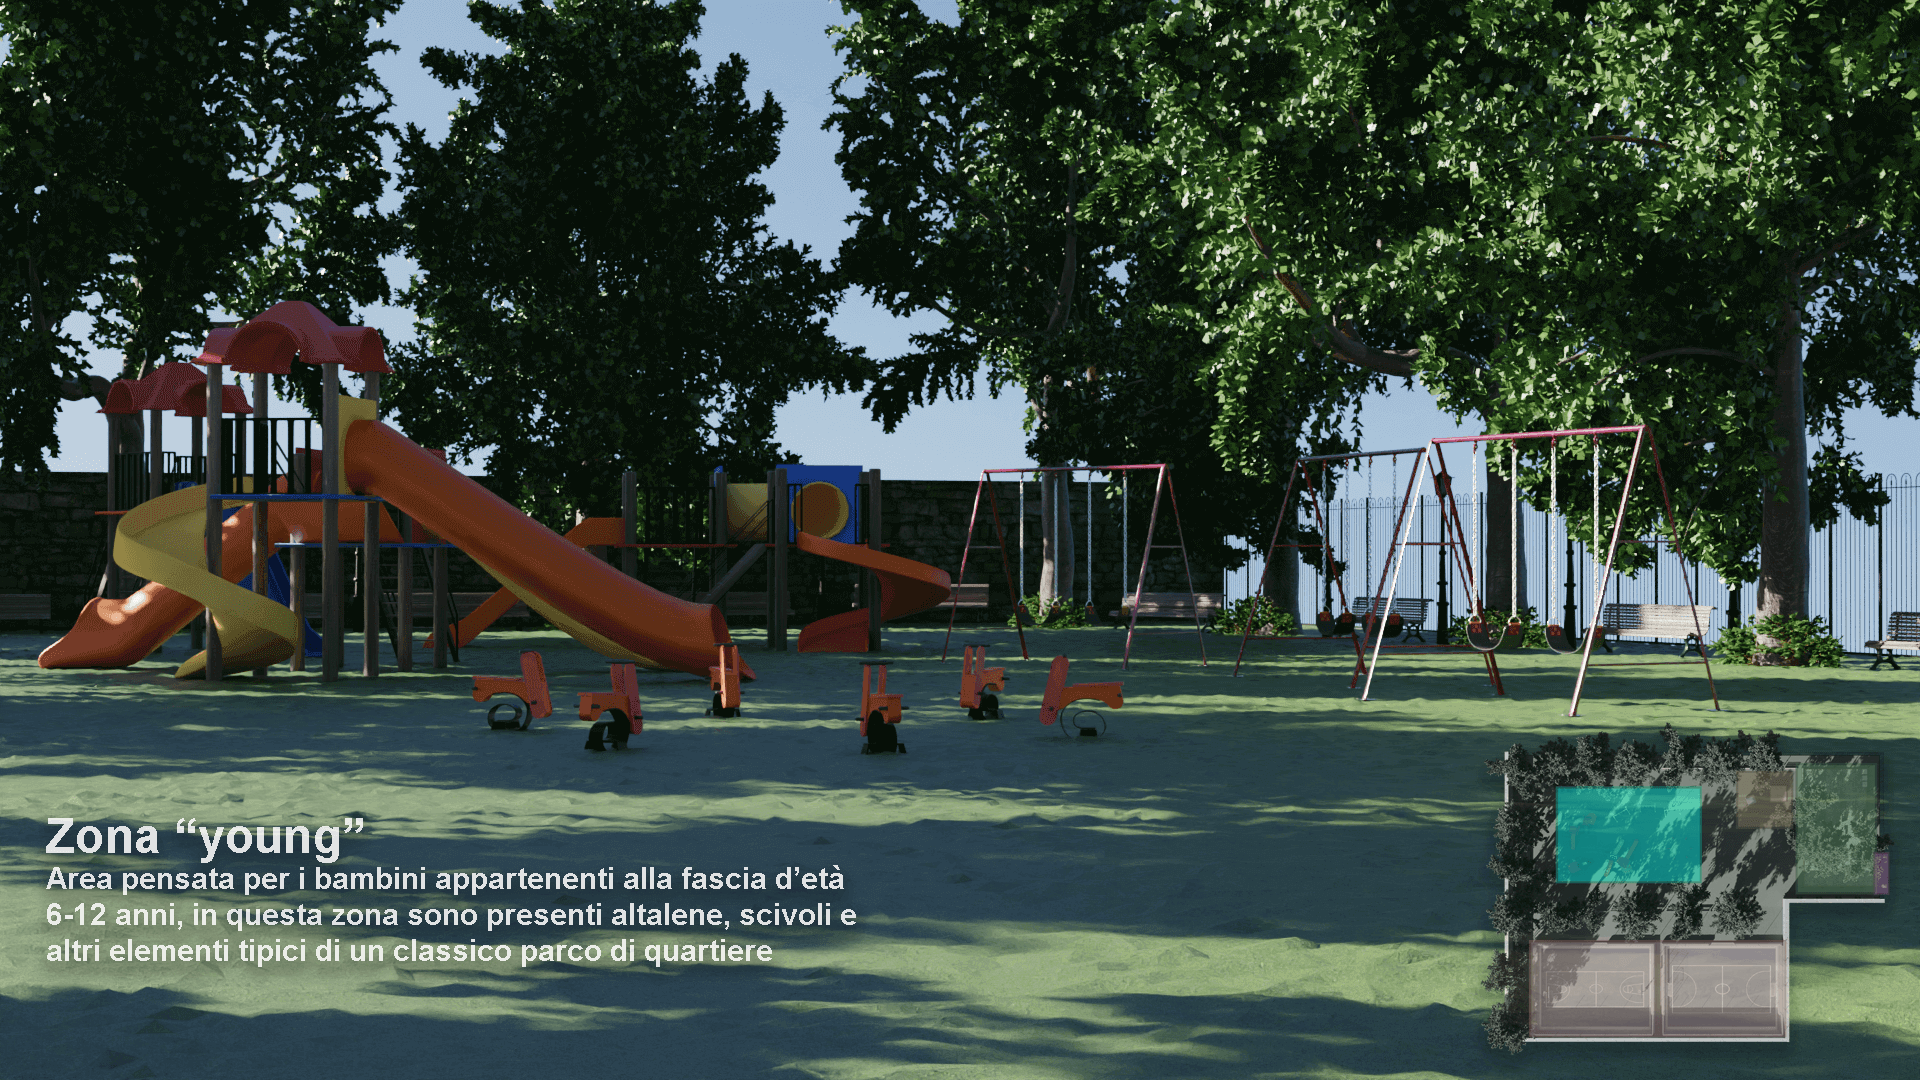 Zona “young”
Area pensata per i bambini appartenenti alla fascia d’età
6-12 anni, in questa zona sono presenti altalene, scivoli e
altri elementi tipici di un classico parco di quartiere